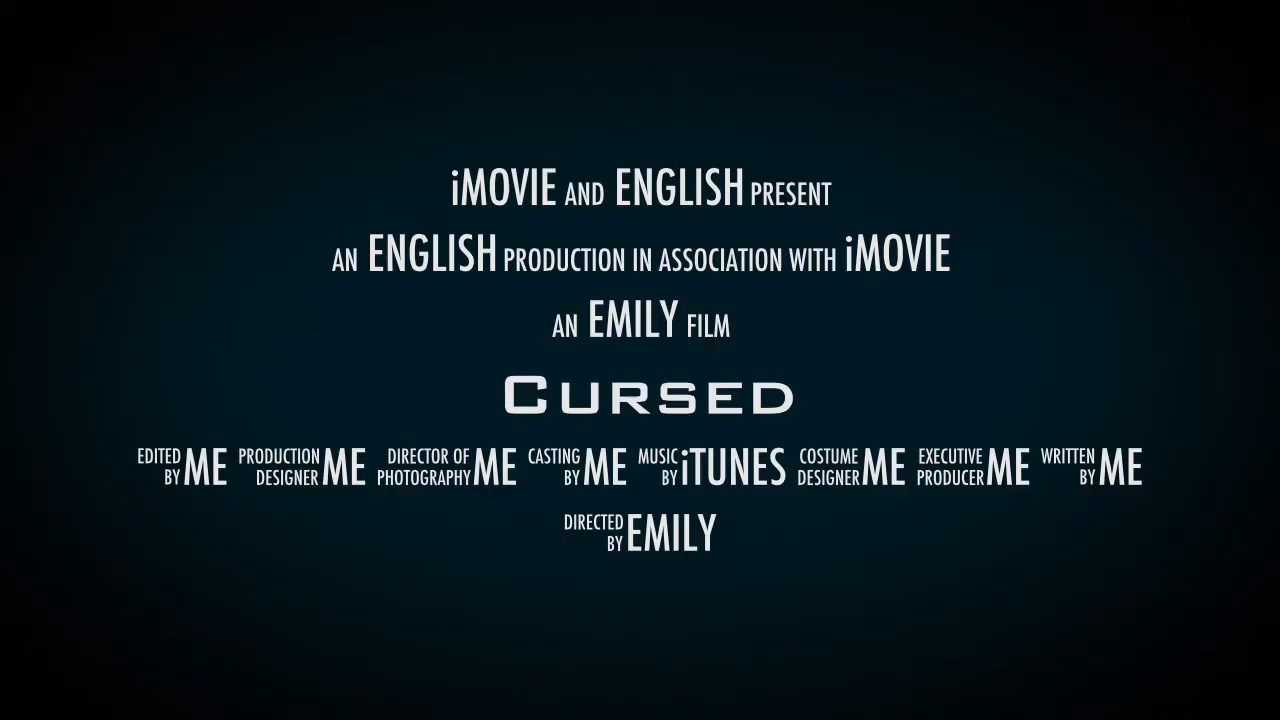 iMOVIE AND ENGLISH PRESENT
AN ENGLISH PRODUCTION IN ASSOCIATION WITH iMOVIE
AN EMILY FILM
CURSED
EDITED BY ME PRODUCTION DESIGNER ME DIRECTOR OF PHOTOGRAPHY ME CASTING BY ME MUSIC BY iTUNES COSTUME DESIGNER ME EXECUTIVE PRODUCER ME WRITTEN BY ME
DIRECTED BY EMILY